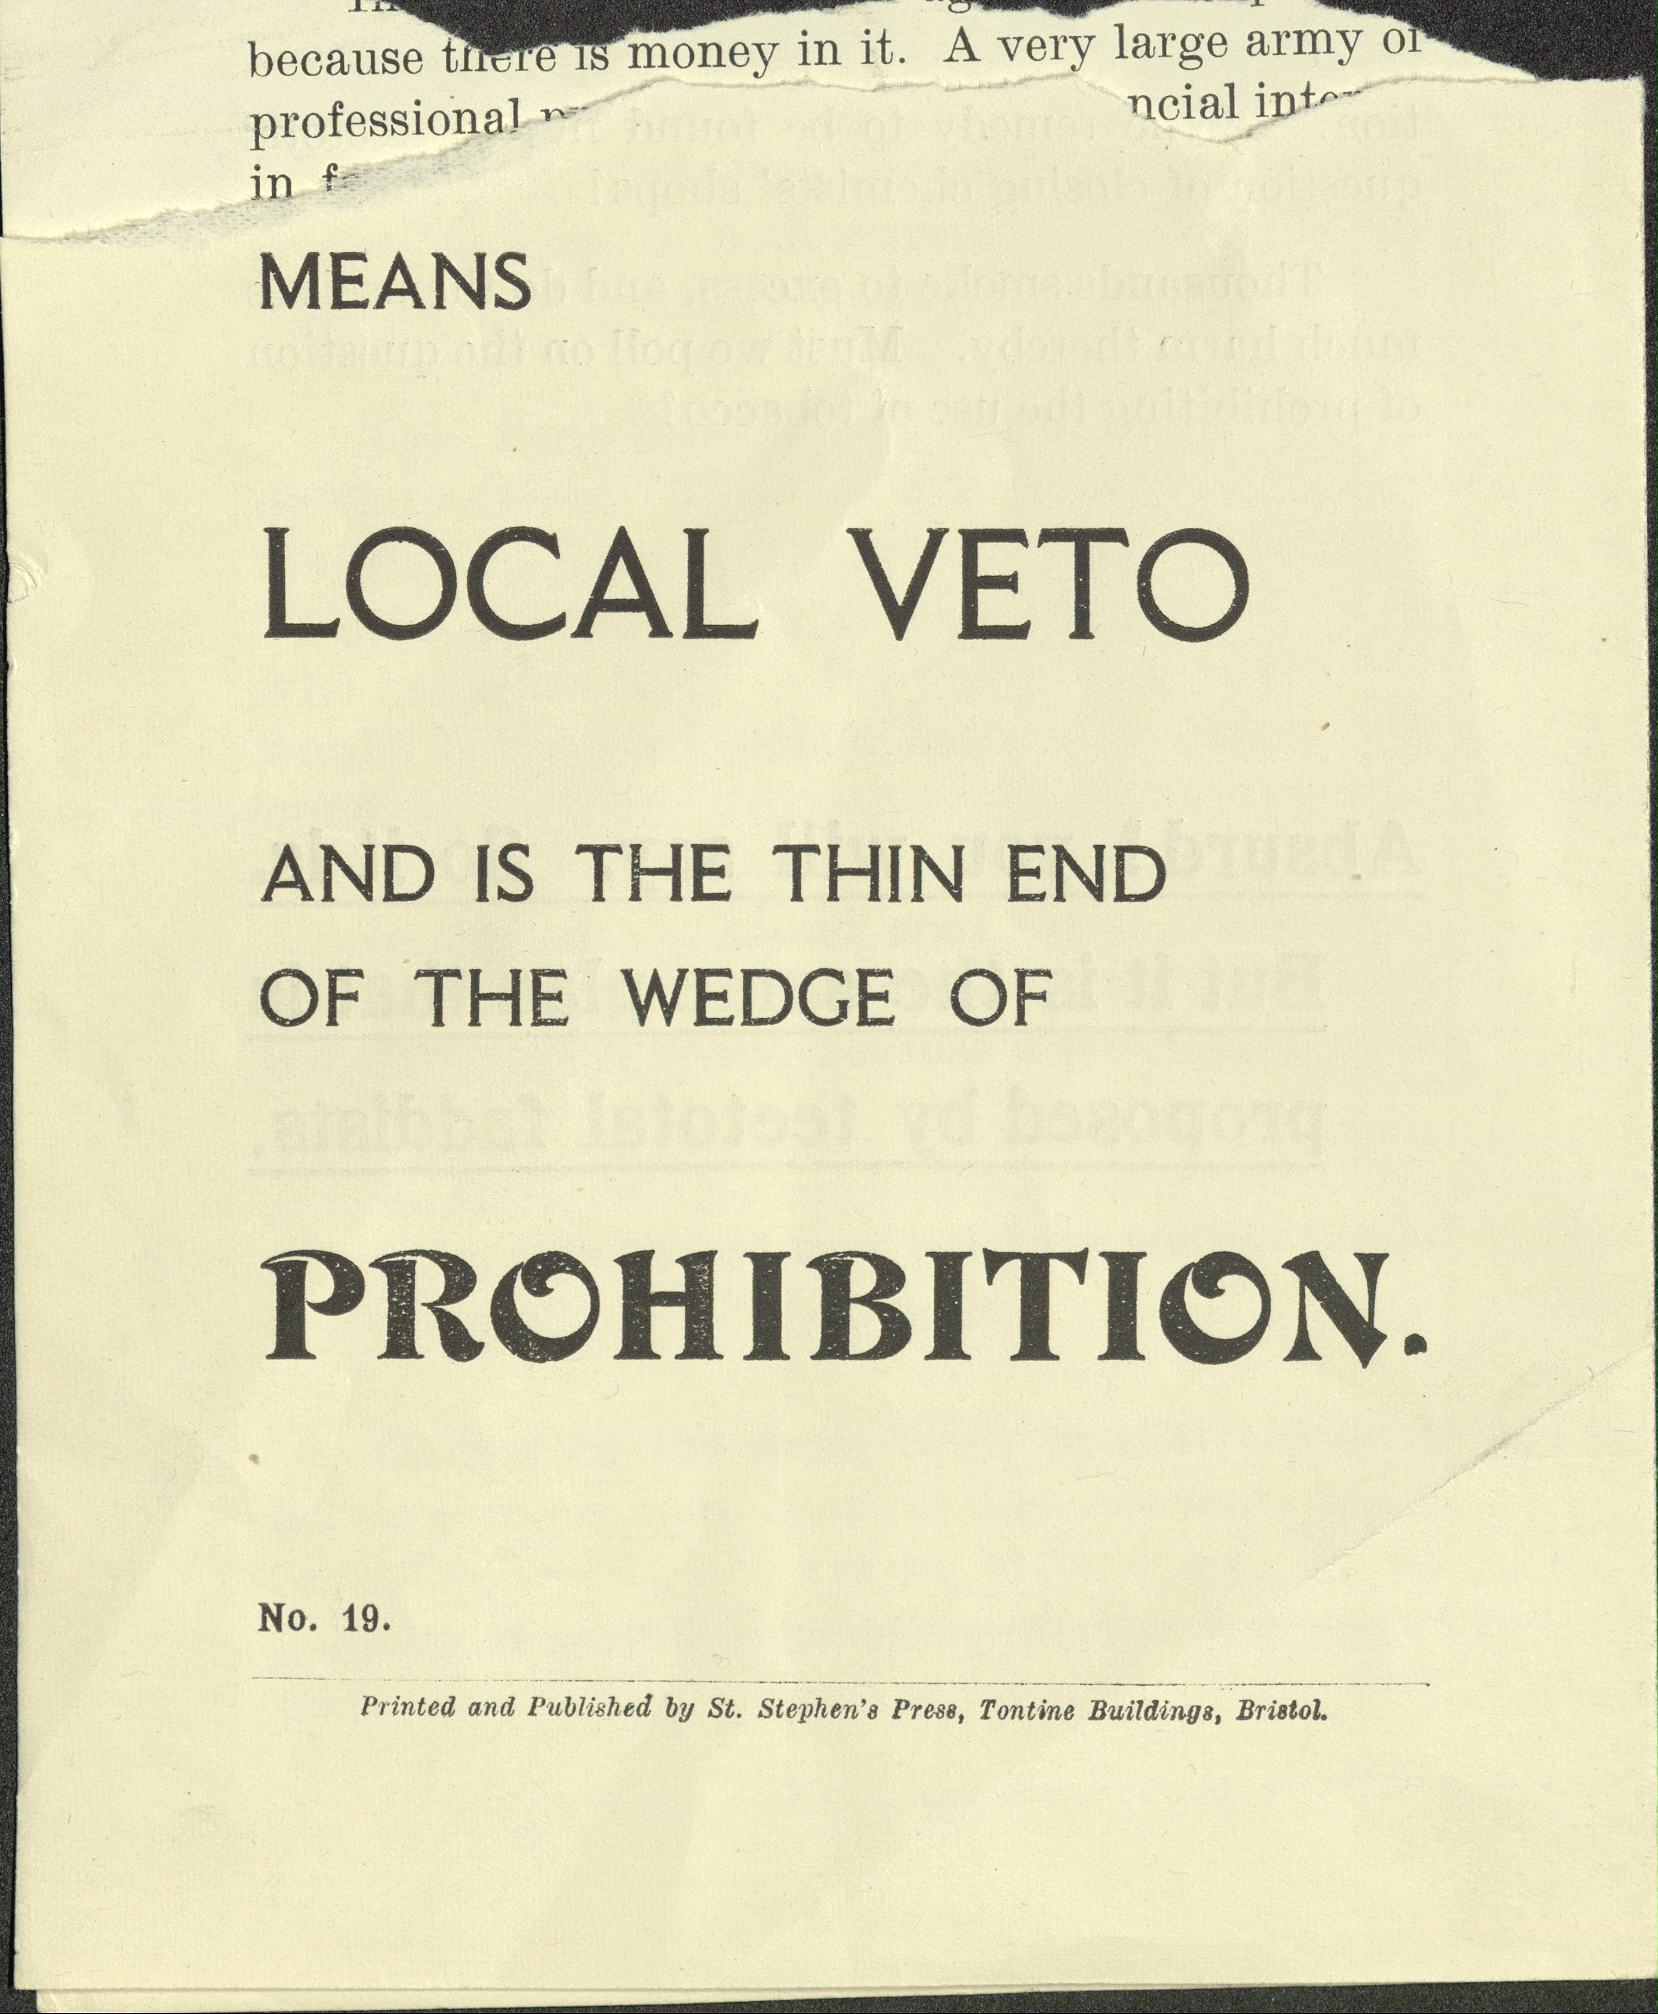 because there is money in it. A very large army of
professional
ncial
in
MEANS
LOCAL VETO
AND IS THE THIN END
OF THE WEDGE OF
PROHIBITION.
No. 19.
Printed and Published by St. Stephen's Press, Tontine Buildings, Bristol.